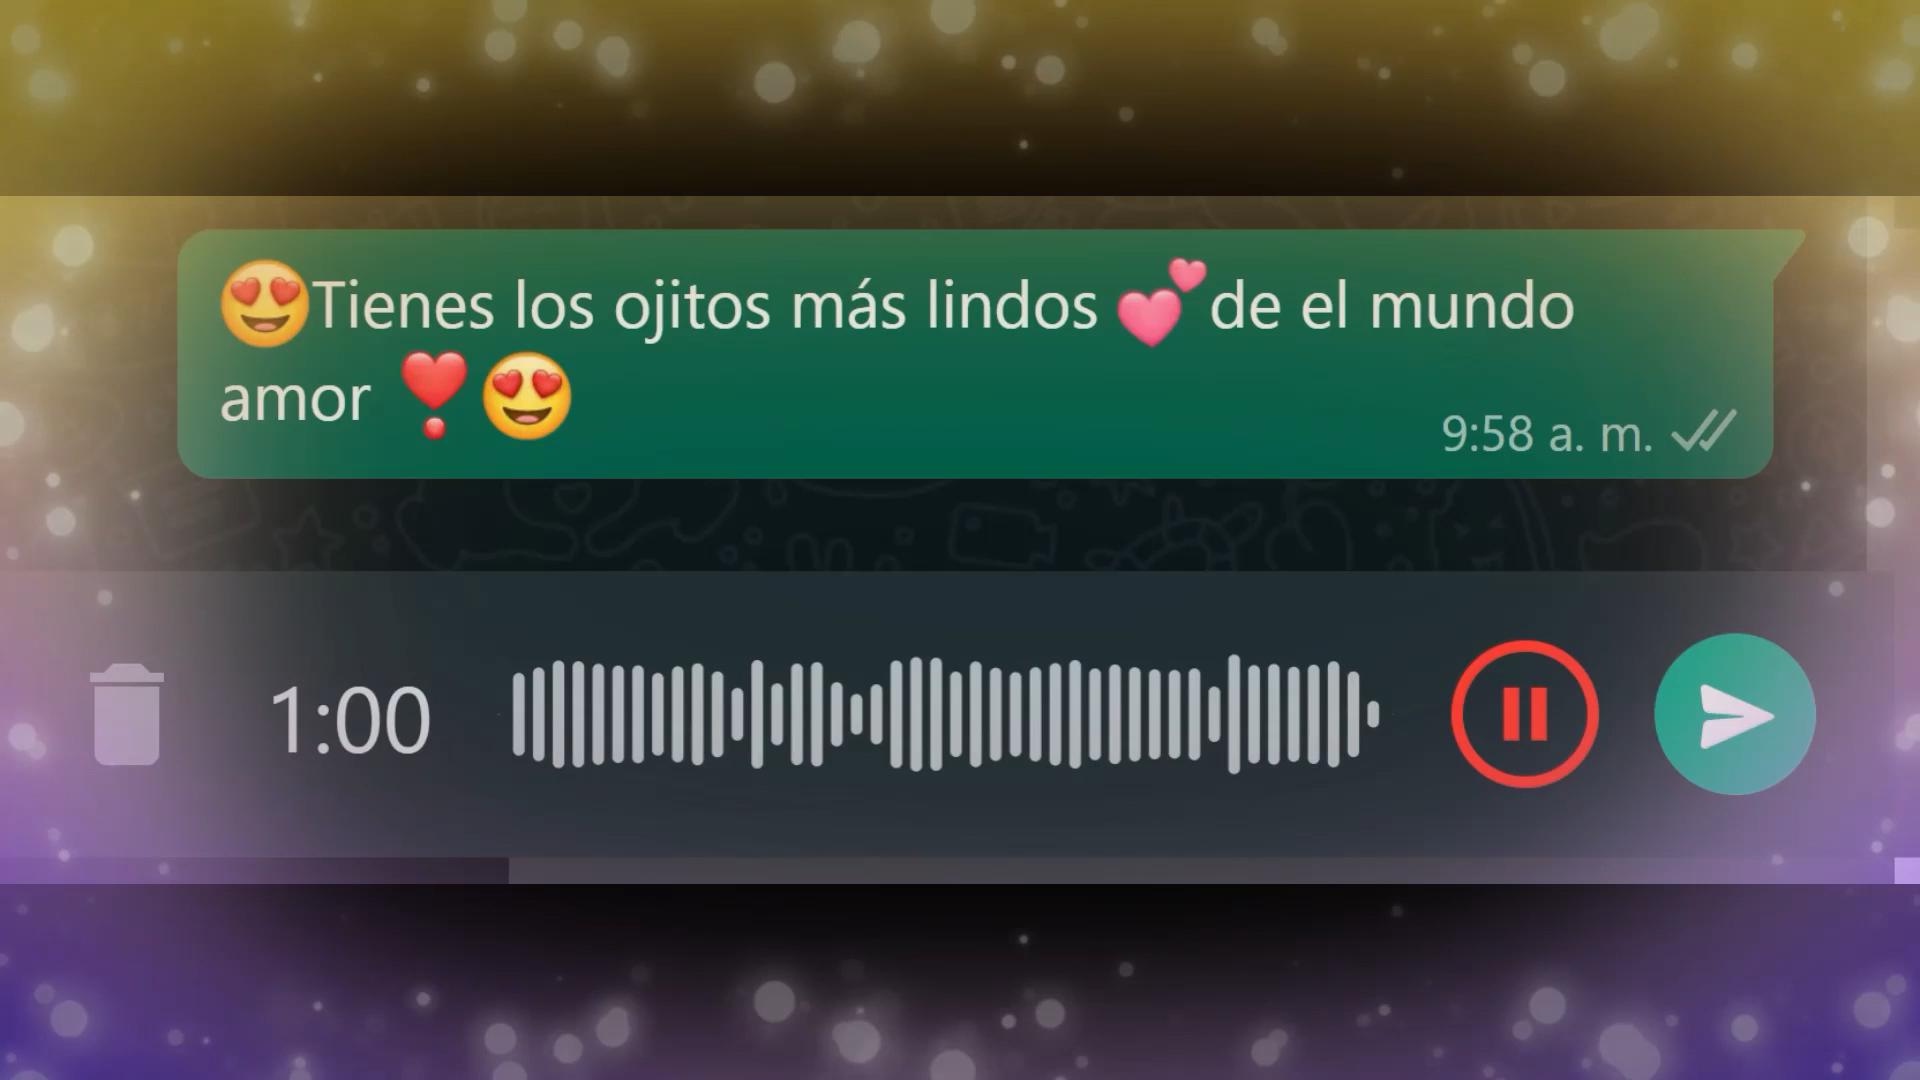 😍Tienes los ojitos más lindos 💕de el mundo
amor ❣️😍
9:58 a. m.
1:00